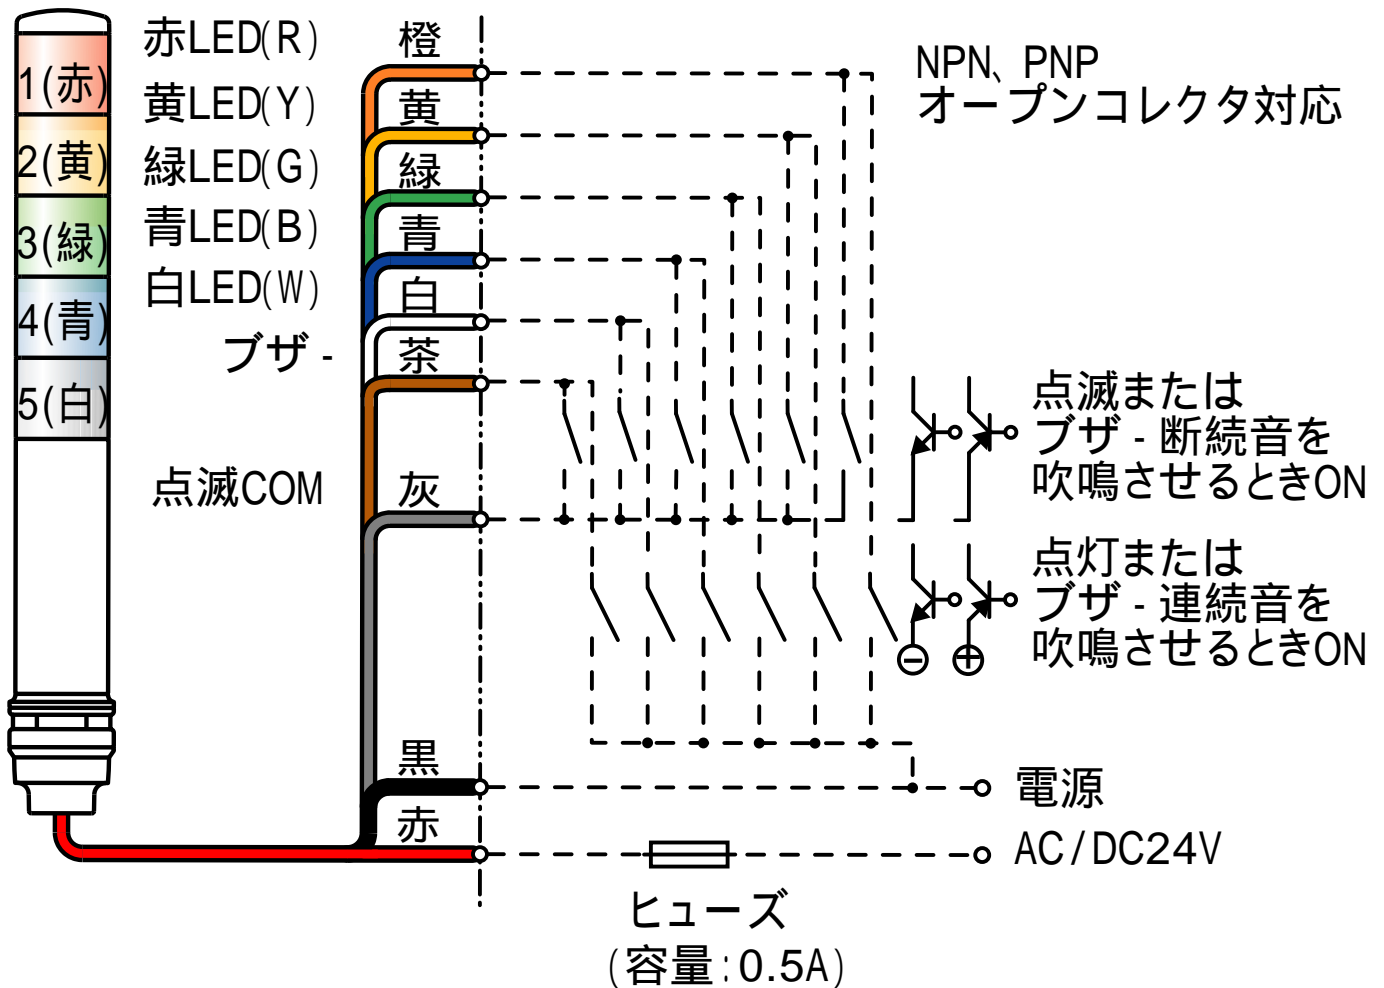 1(赤)
2(黄)
3(緑)
4(青)
5(白)
赤LED(R)
黄LED(Y)
緑LED(G)
青LED(B)
白LED(W)
ブザ-
点滅COM
橙
黄
緑
青
白
茶
灰
黒
赤
NPN、PNP
オープンコレクタ対応
点滅または
ブザ-断続音を
吹鳴させるときON
点灯または
ブザ-連続音を
吹鳴させるときON
電源
AC/DC24V
ヒューズ
(容量:0.5A)